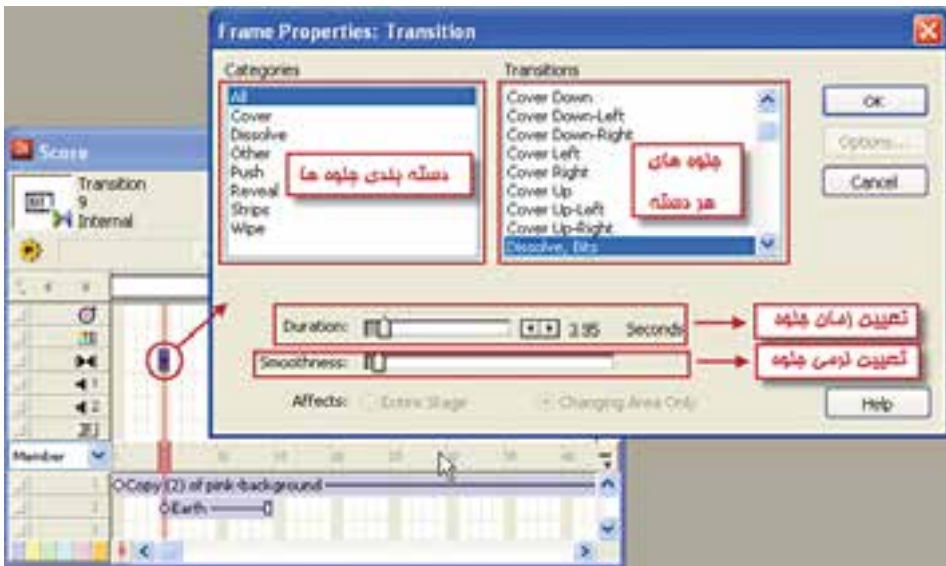 Frame Properties: Transition
Categories
All
Cover
Dissolve
Other
Push
Reveal
Strips
Wipe
دسته بندی جلوه ها
Transitions
Cover Down
Cover Down-Left
Cover Down-Right
Cover Left
Cover Right
Cover Up
Cover Up-Left
Cover Up-Right
Dissolve, Bits
جلوه های
هر دسته
OK
Options...
Cancel
Duration: 3.95 Seconds
تعیین زمان جلوه
Smoothness:
تعیین نرمی جلوه
Affects: Entire Stage Changing Area Only
Help
Score
Transition
9
Internal
1
2
Member
Copy (2) of pink-background
Earth